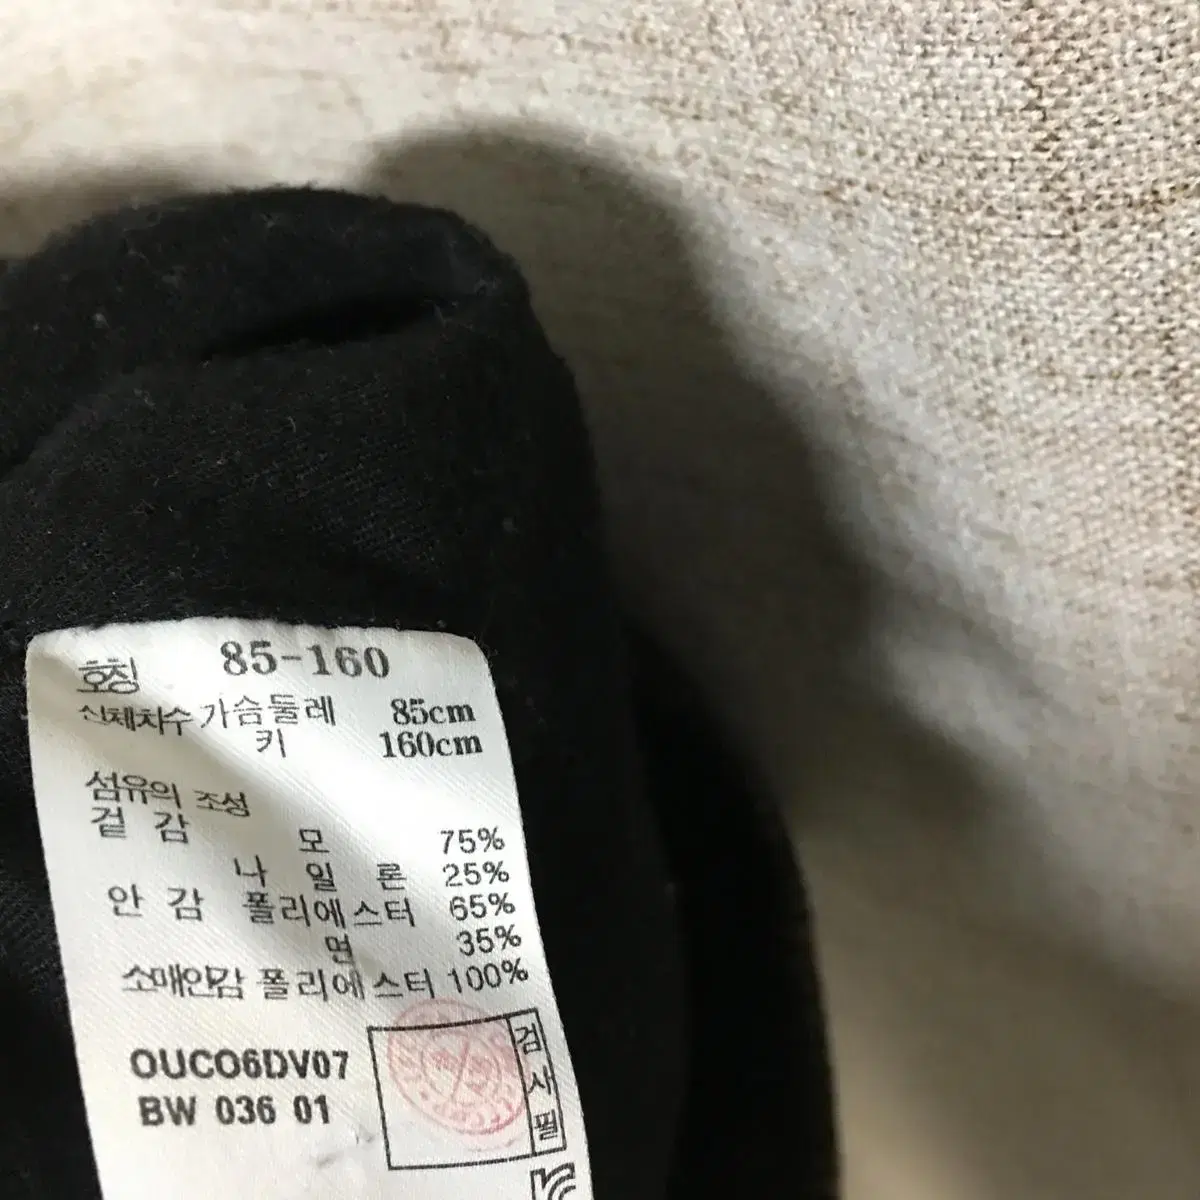 호칭 85-160
신체치수 가슴둘레 85cm
키 160cm
섬유의 조성
겉 감 모 75%
나 일 론 25%
안 감 폴리에스터 65%
면 35%
소매안감 폴리에스터 100%
OUCO6DV07
BW 036 01
검사필